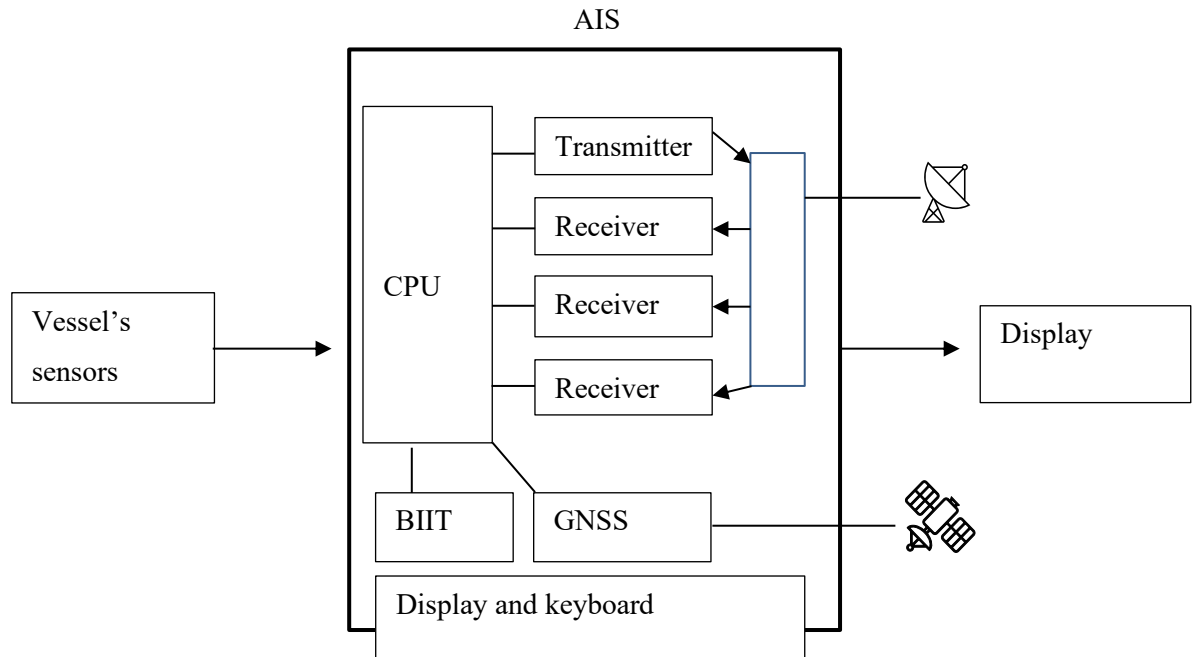 AIS
Transmitter
Receiver
CPU
Receiver
Vessel’s
sensors
Display
Receiver
BIIT
GNSS
Display and keyboard